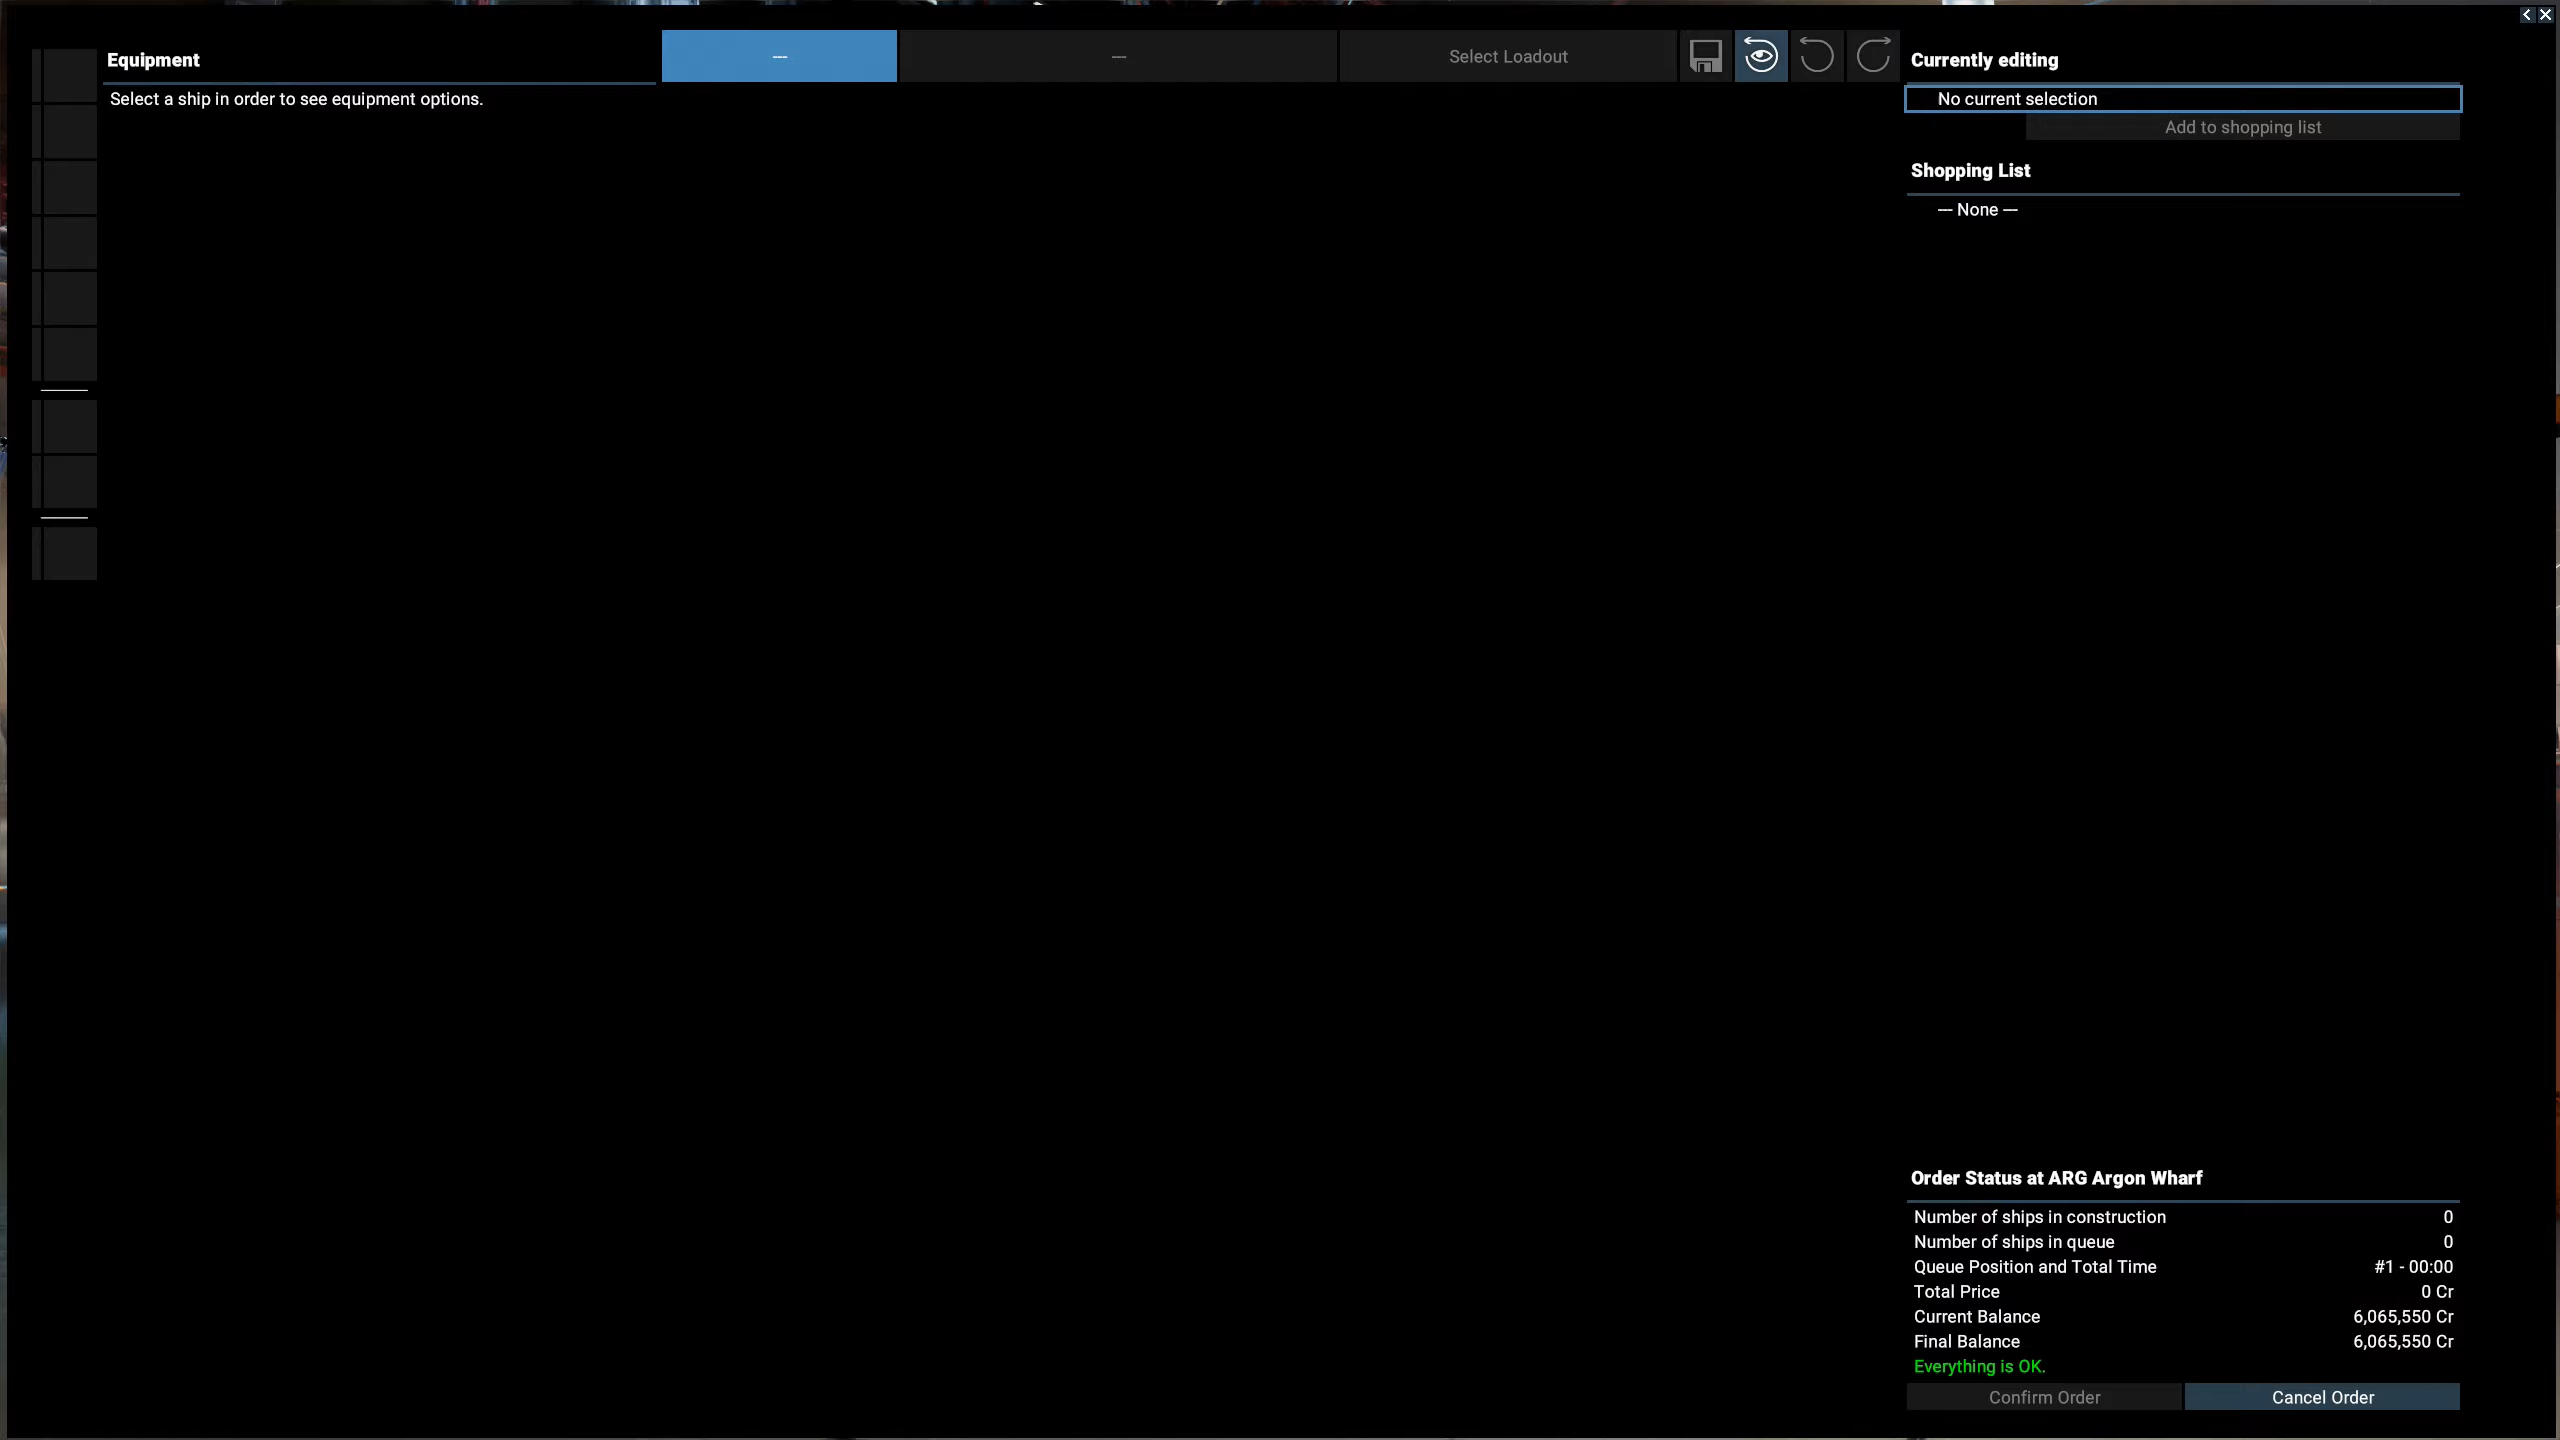 Equipment
Select a ship in order to see equipment options.
---
---
Select Loadout
Currently editing
No current selection
Add to shopping list
Shopping List
--- None ---
Order Status at ARG Argon Wharf
Number of ships in construction 0
Number of ships in queue 0
Queue Position and Total Time #1 - 00:00
Total Price 0 Cr
Current Balance 6,065,550 Cr
Final Balance 6,065,550 Cr
Everything is OK.
Confirm Order
Cancel Order